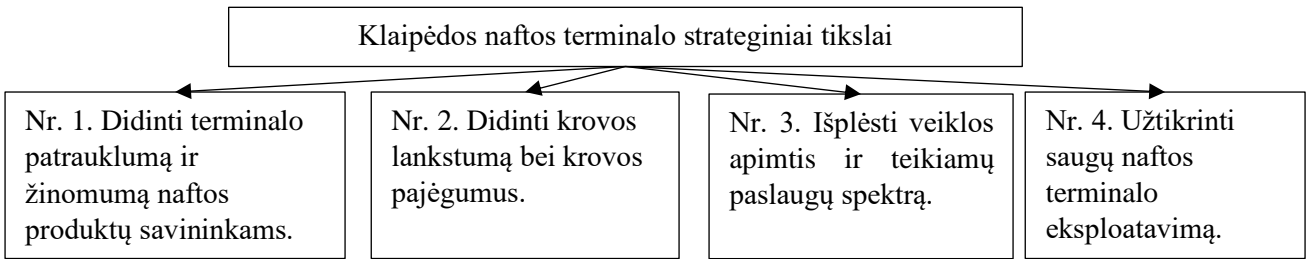 Klaipėdos naftos terminalo strateginiai tikslai
Nr. 1. Didinti terminalo
patrauklumą ir
žinomumą naftos
produktų savininkams.
Nr. 2. Didinti krovos
lankstumą bei krovos
pajėgumus.
Nr. 3. Išplėsti veiklos
apimtis ir teikiamų
paslaugų spektrą.
Nr. 4. Užtikrinti
saugų naftos
terminalo
eksploatavimą.